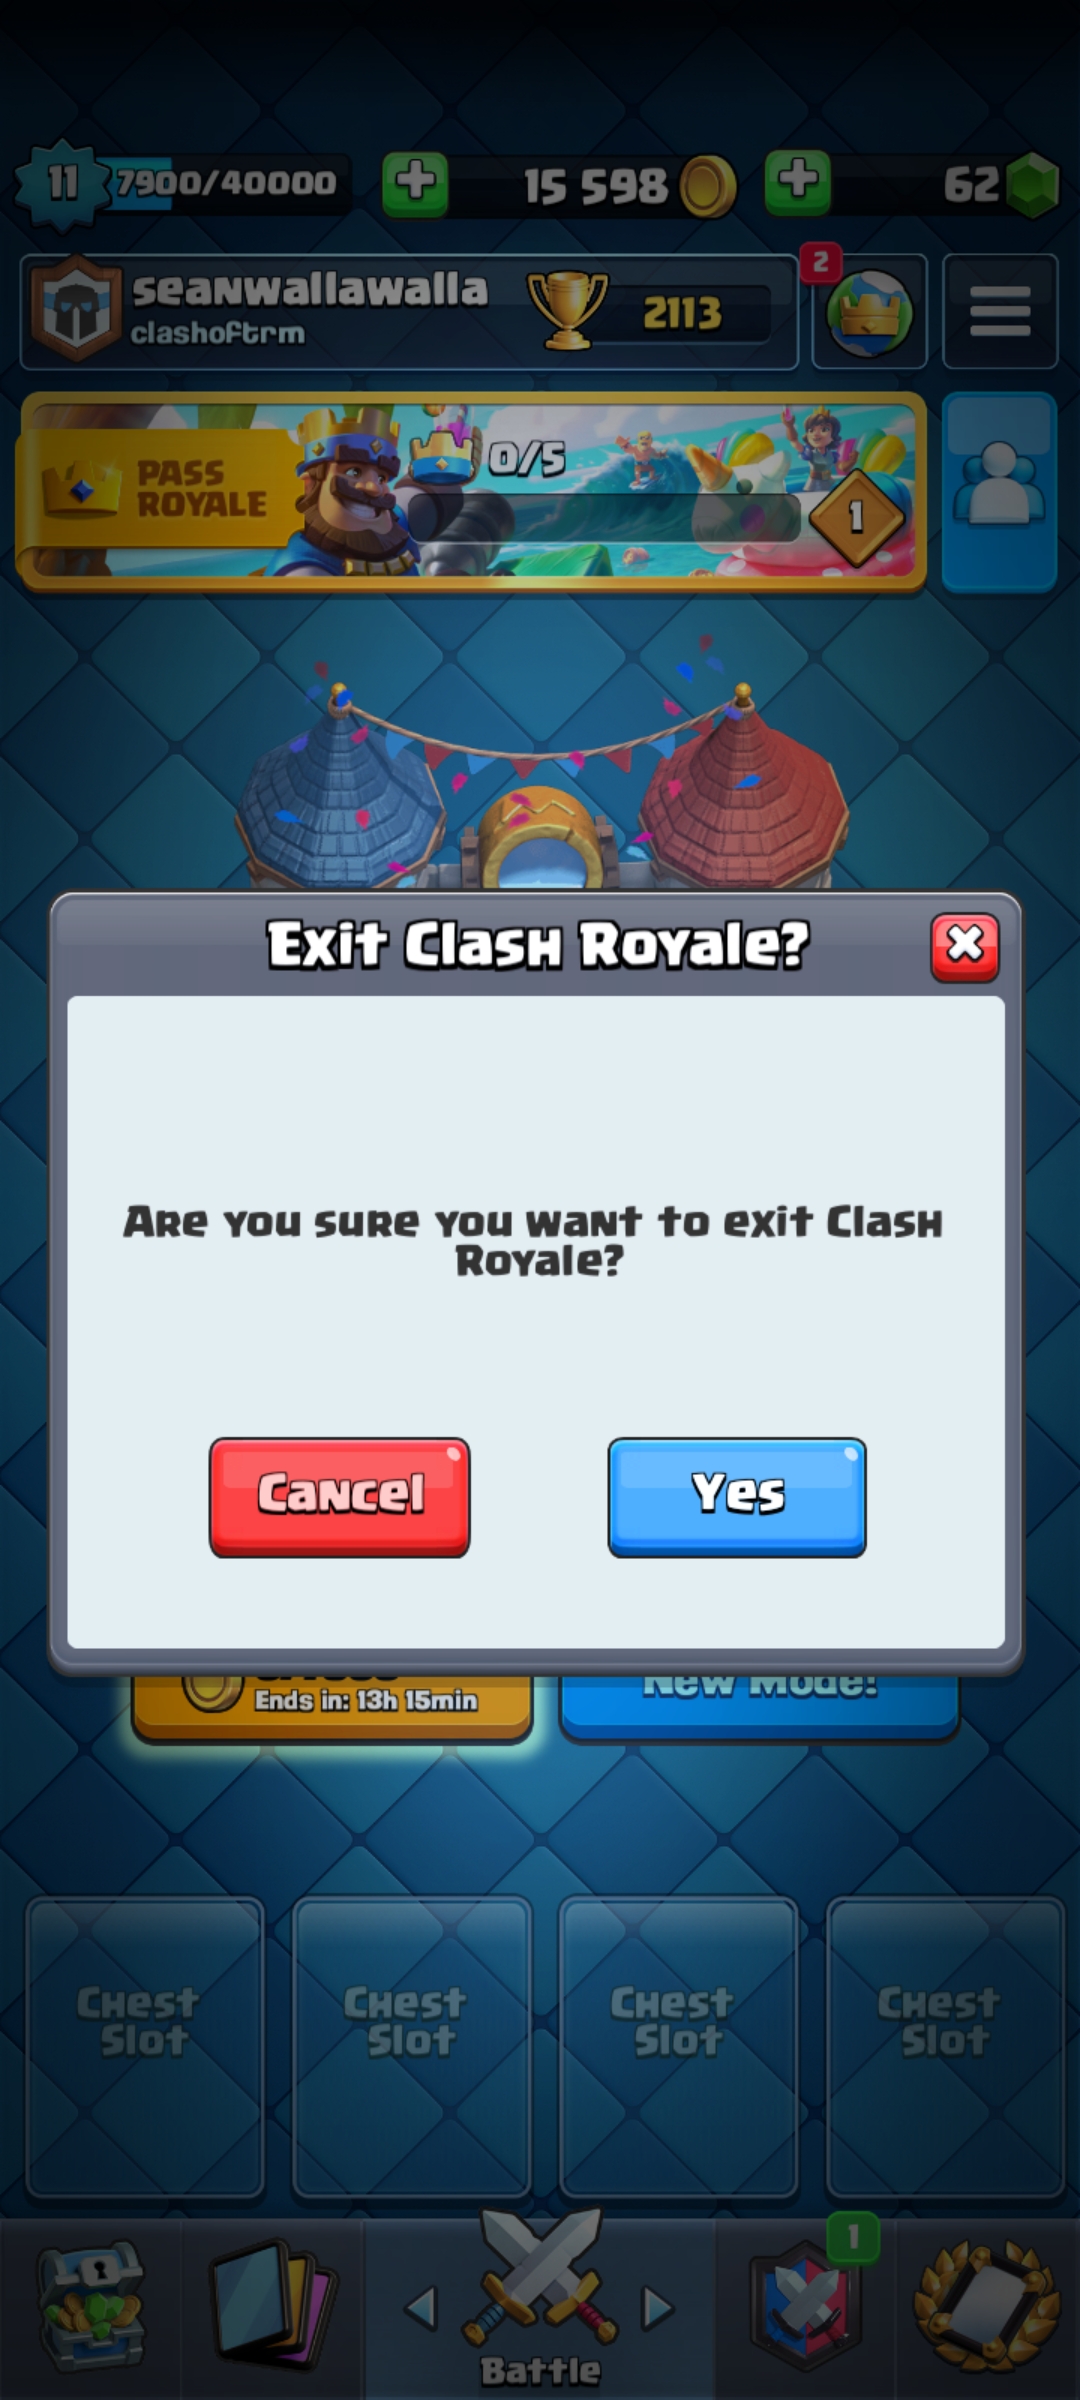 11
7900/40000
15 598
62
seanwallawalla
clashoftrm
2113
2
PASS
ROYALE
0/5
1
Exit Clash Royale?
Are you sure you want to exit Clash
Royale?
Cancel
Yes
Ends in: 13h 15min
New Mode!
Chest
Slot
Chest
Slot
Chest
Slot
Chest
Slot
1
Battle